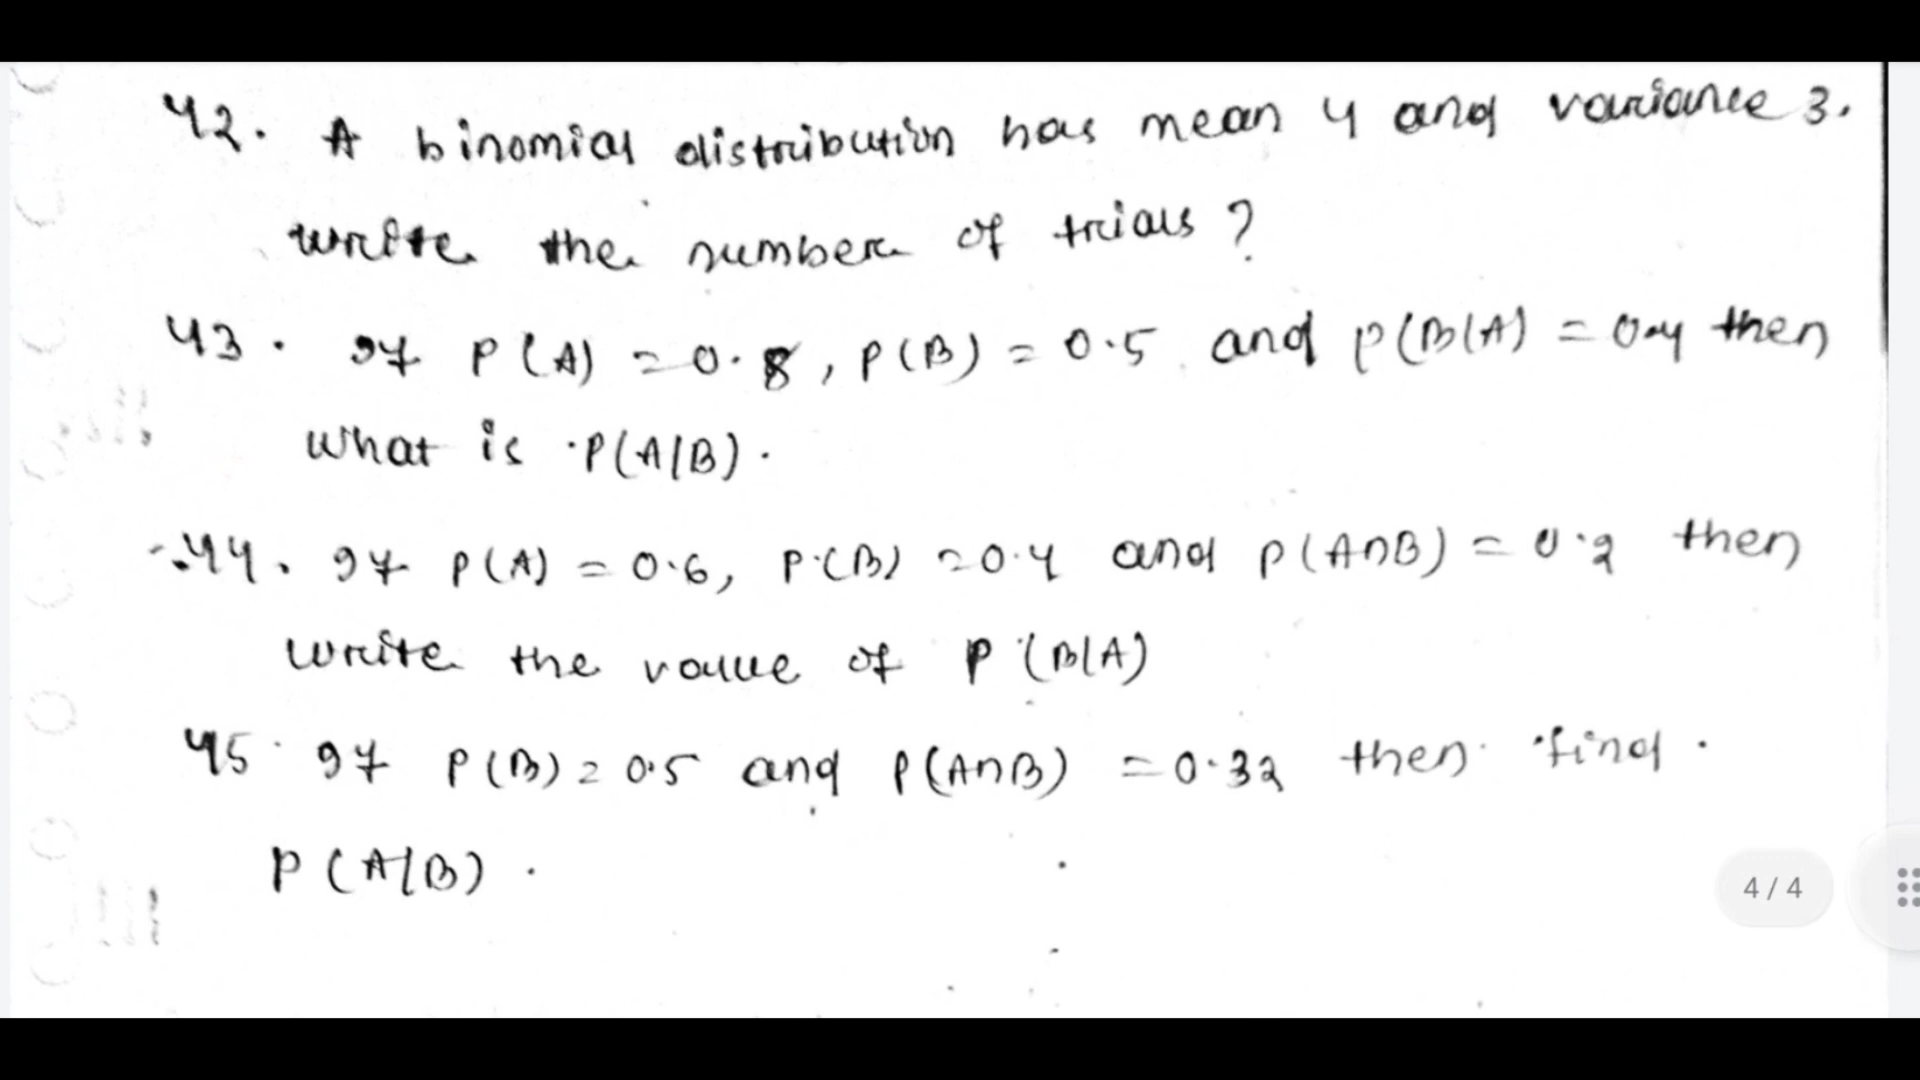 42. A binomial distribution has mean 4 and variance 3.
write the number of trials ?
43. If P(A) = 0.8, P(B) = 0.5 and P(B|A) = 0.4 then
what is P(A|B).
44. If P(A) = 0.6, P(B) = 0.4 and P(A∩B) = 0.2 then
write the value of P(B|A)
45. If P(B) = 0.5 and P(A∩B) = 0.32 then find
P(A|B).
4 / 4